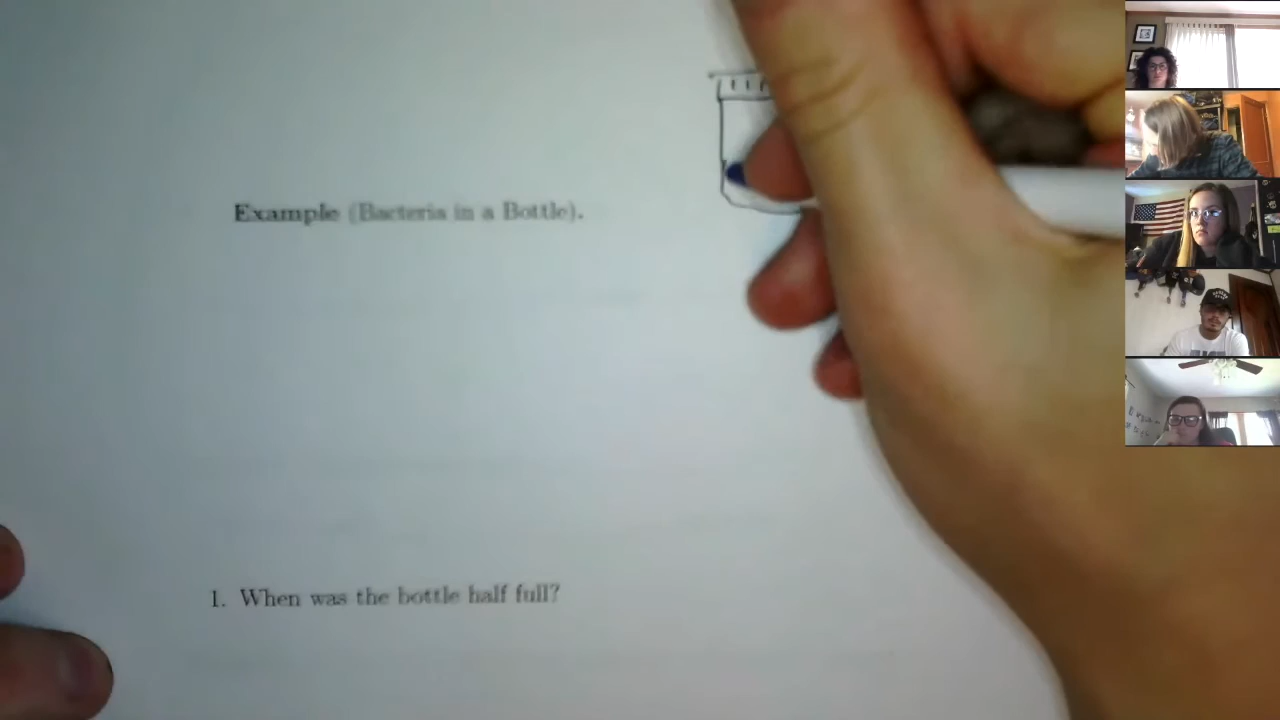 Example (Bacteria in a Bottle).
1. When was the bottle half full?